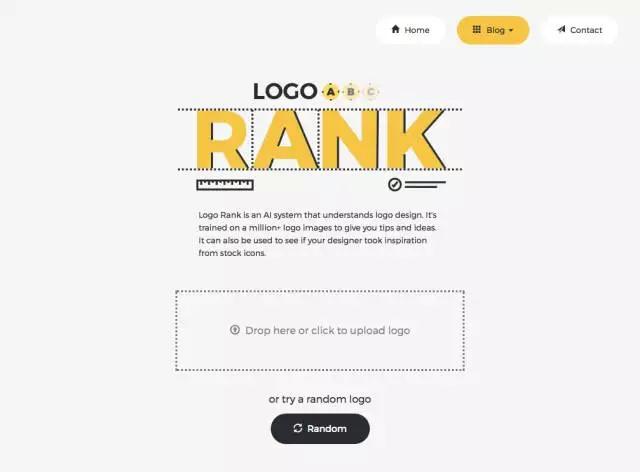 Home
Blog
Contact
LOGO A B C
RANK
Logo Rank is an AI system that understands logo design. It's
trained on a million+ logo images to give you tips and ideas.
It can also be used to see if your designer took inspiration
from stock icons.
Drop here or click to upload logo
or try a random logo
Random